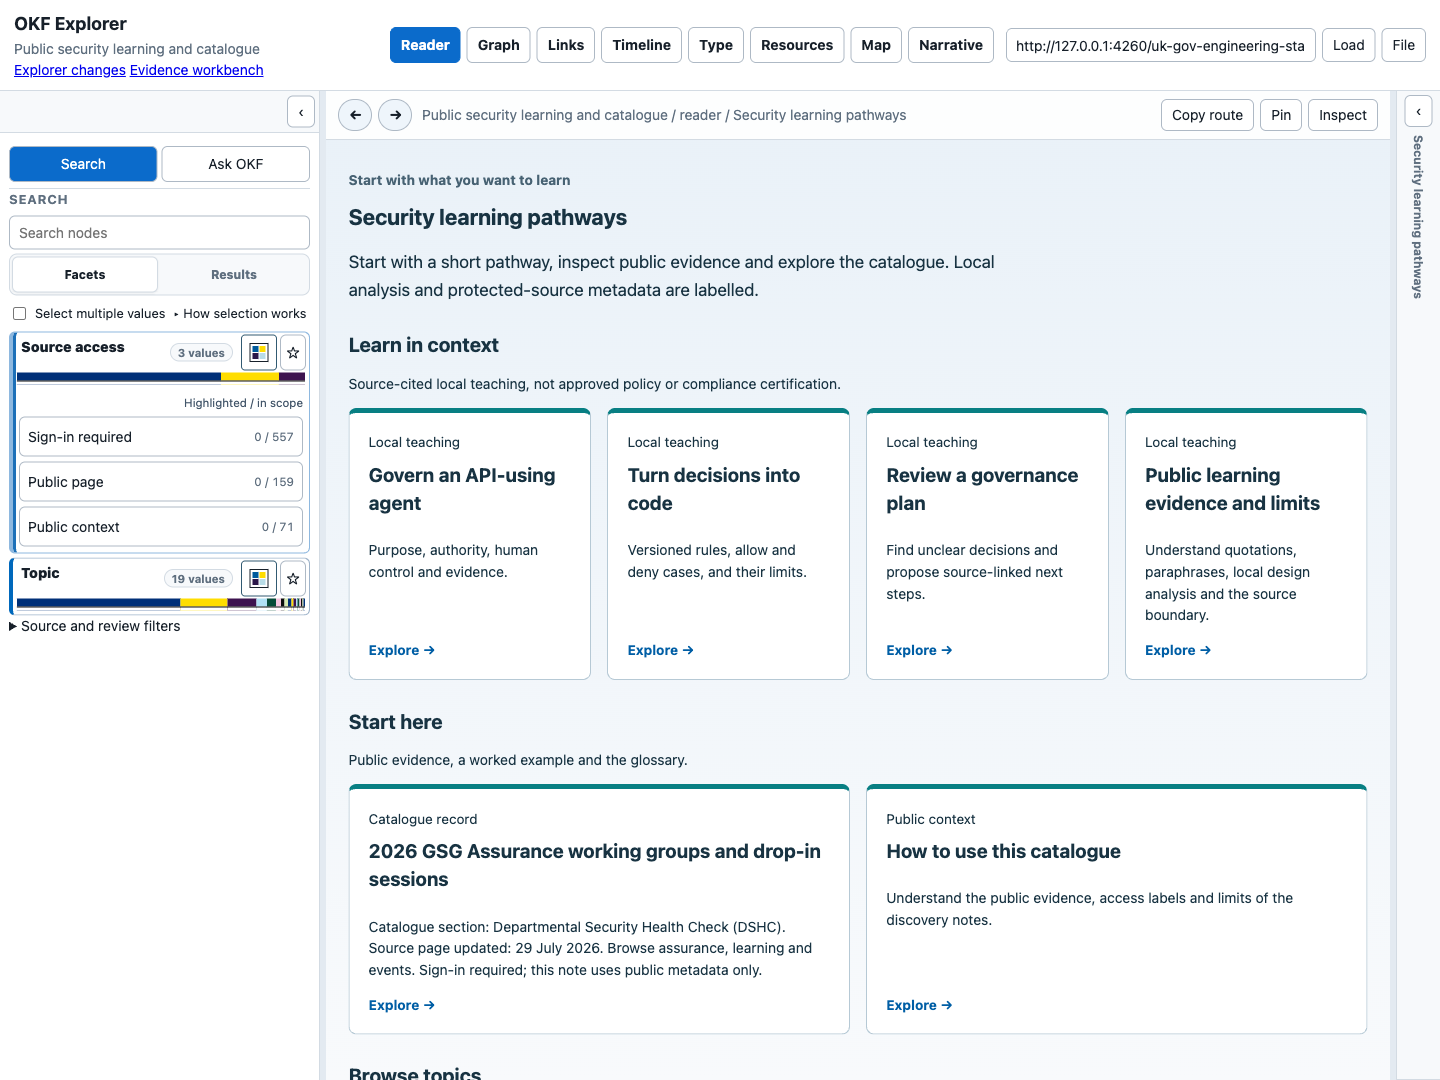 OKF Explorer
Public security learning and catalogue
Explorer changes Evidence workbench
Reader Graph Links Timeline Type Resources Map Narrative http://127.0.0.1:4260/uk-gov-engineering-sta Load File
Public security learning and catalogue / reader / Security learning pathways
Copy route Pin Inspect
Search Ask OKF
SEARCH
Search nodes
Facets Results
Select multiple values ‣ How selection works
Source access 3 values
Highlighted / in scope
Sign-in required 0 / 557
Public page 0 / 159
Public context 0 / 71
Topic 19 values
Source and review filters
Start with what you want to learn
Security learning pathways
Start with a short pathway, inspect public evidence and explore the catalogue. Local
analysis and protected-source metadata are labelled.
Learn in context
Source-cited local teaching, not approved policy or compliance certification.
Local teaching
Govern an API-using
agent
Purpose, authority, human
control and evidence.
Explore →
Local teaching
Turn decisions into
code
Versioned rules, allow and
deny cases, and their limits.
Explore →
Local teaching
Review a governance
plan
Find unclear decisions and
propose source-linked next
steps.
Explore →
Local teaching
Public learning
evidence and limits
Understand quotations,
paraphrases, local design
analysis and the source
boundary.
Explore →
Start here
Public evidence, a worked example and the glossary.
Catalogue record
2026 GSG Assurance working groups and drop-in
sessions
Catalogue section: Departmental Security Health Check (DSHC).
Source page updated: 29 July 2026. Browse assurance, learning and
events. Sign-in required; this note uses public metadata only.
Explore →
Public context
How to use this catalogue
Understand the public evidence, access labels and limits of the
discovery notes.
Explore →
Browse topics
Security learning pathways